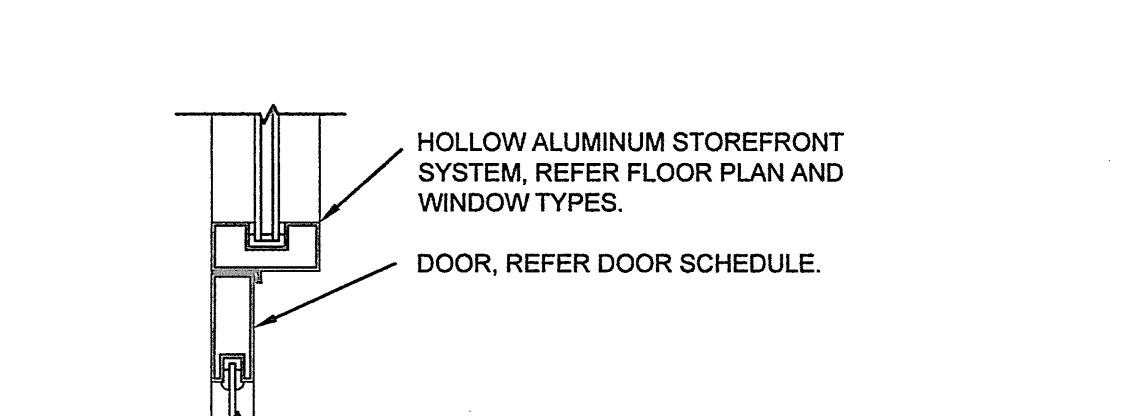 HOLLOW ALUMINUM STOREFRONT
SYSTEM, REFER FLOOR PLAN AND
WINDOW TYPES.
DOOR, REFER DOOR SCHEDULE.